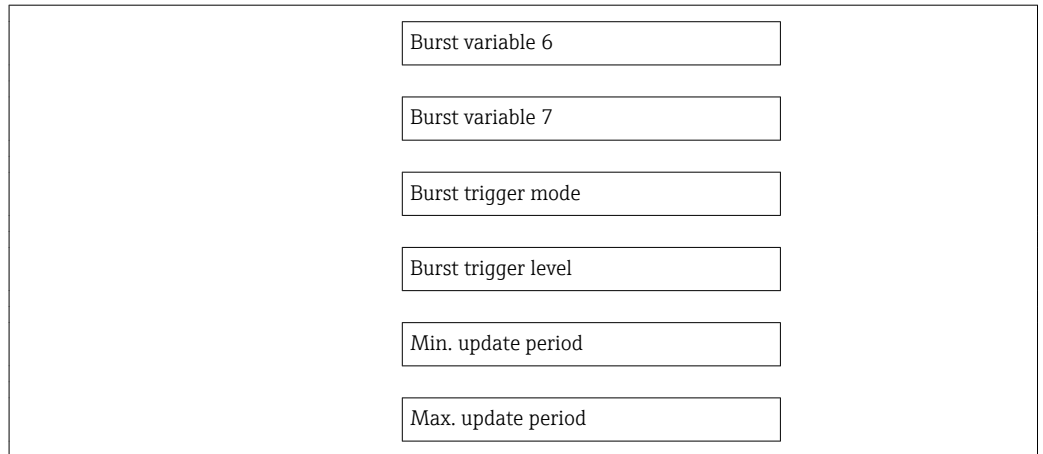 Burst variable 6
Burst variable 7
Burst trigger mode
Burst trigger level
Min. update period
Max. update period